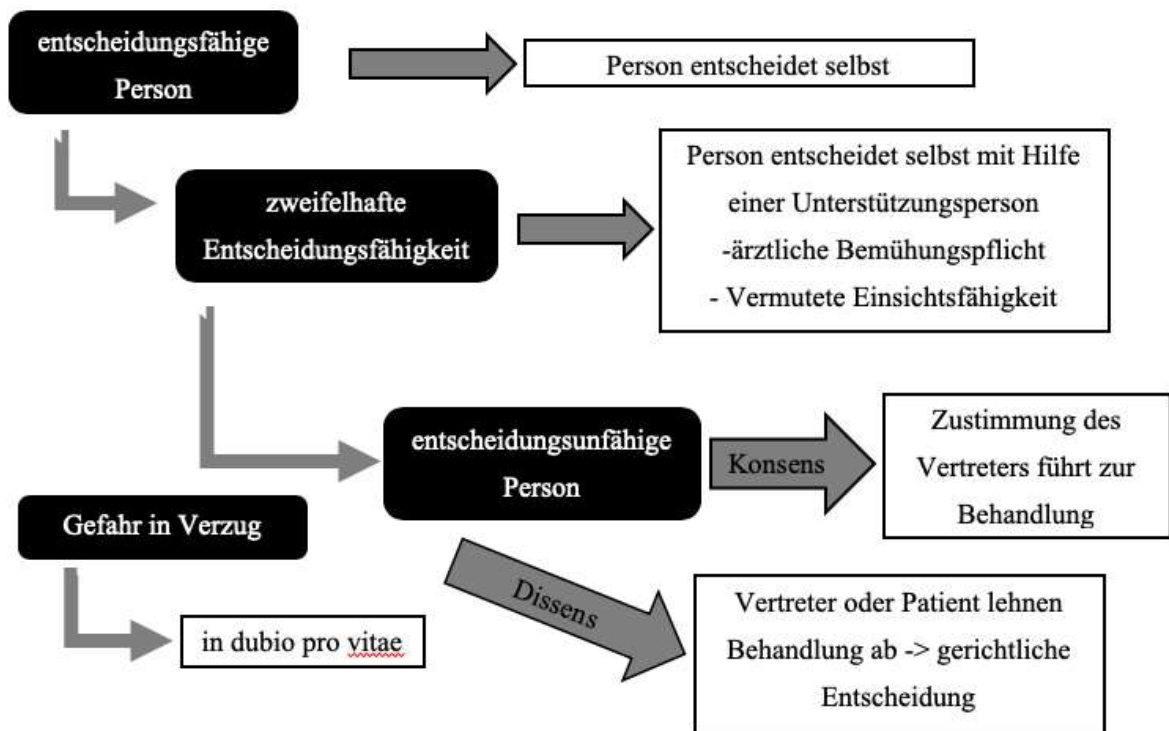 entscheidungsfähige
Person
Person entscheidet selbst
zweifelhafte
Entscheidungsfähigkeit
Person entscheidet selbst mit Hilfe
einer Unterstützungsperson
-ärztliche Bemühungspflicht
- Vermutete Einsichtsfähigkeit
entscheidungsunfähige
Person
Konsens
Zustimmung des
Vertreters führt zur
Behandlung
Gefahr in Verzug
in dubio pro vitae
Dissens
Vertreter oder Patient lehnen
Behandlung ab -> gerichtliche
Entscheidung